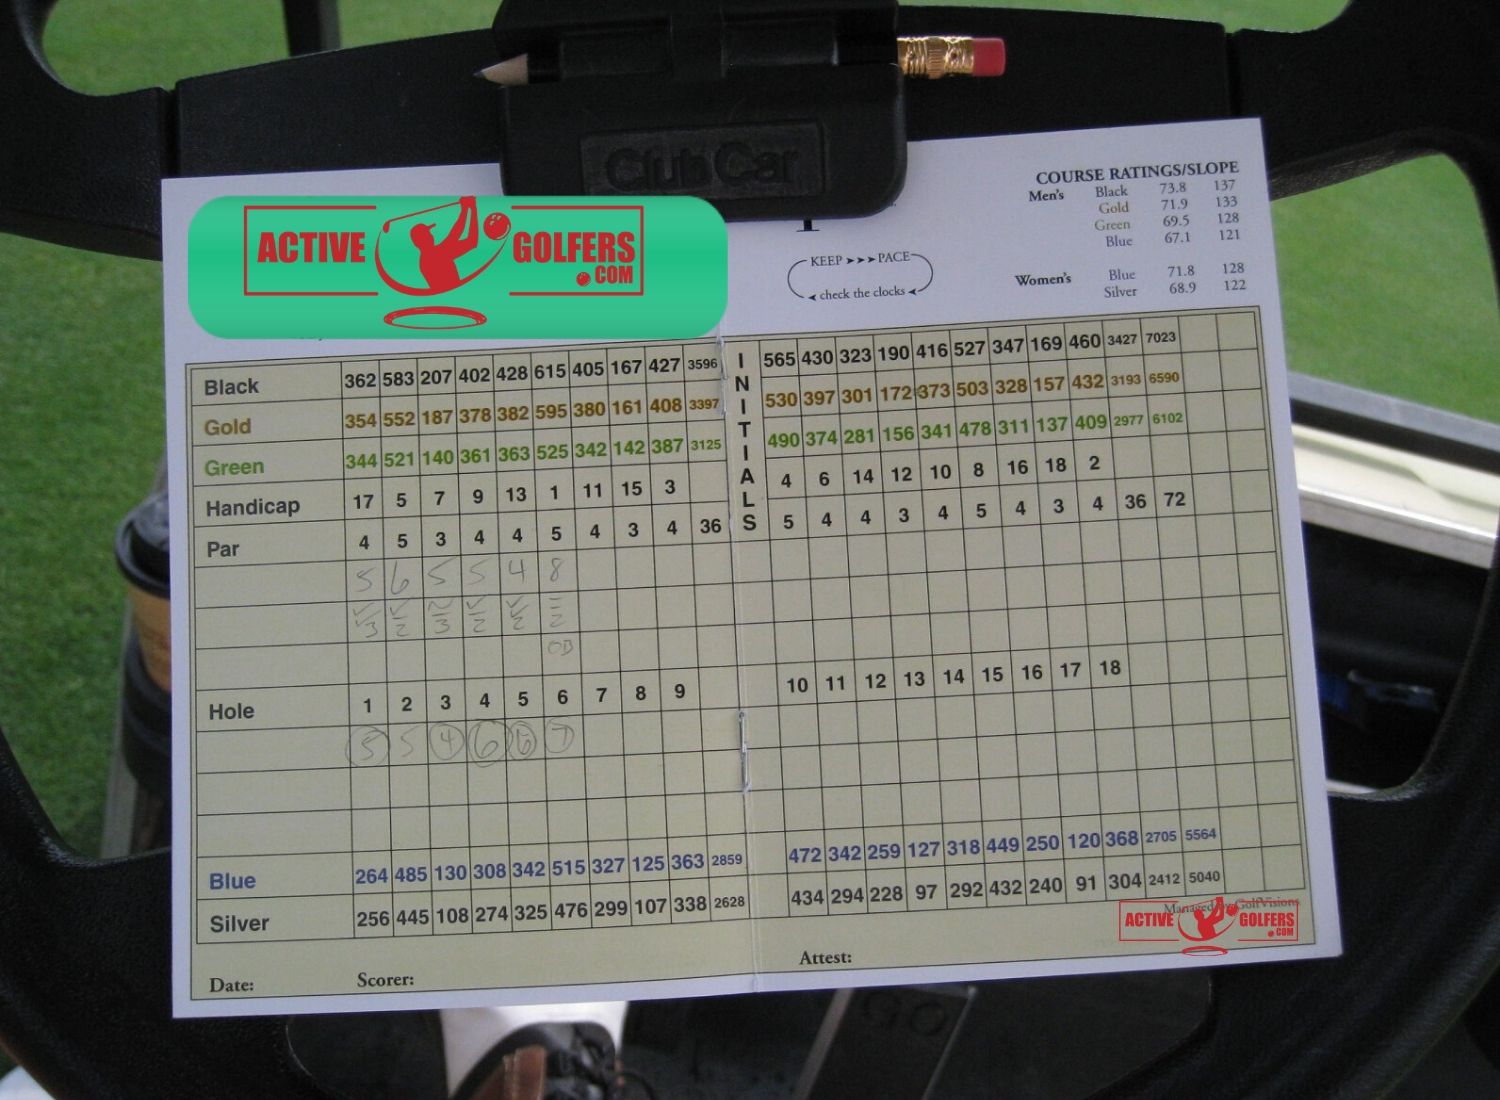 Club Car
COURSE RATINGS/SLOPE
Men's Black 73.8 137
Gold 71.9 133
Green 69.5 128
Blue 67.1 121
Women's Blue 71.8 128
Silver 68.9 122
ACTIVE GOLFERS
.COM
KEEP ➤➤➤PACE
◄ check the clocks ◄
Black 362 583 207 402 428 615 405 167 427 3596 INITIALS 565 430 323 190 416 527 347 169 460 3427 7023
Gold 354 552 187 378 382 595 380 161 408 3397 530 397 301 172 373 503 328 157 432 3193 6590
Green 344 521 140 361 363 525 342 142 387 3125 490 374 281 156 341 478 311 137 409 2977 6102
Handicap 17 5 7 9 13 1 11 15 3 4 6 14 12 10 8 16 18 2
Par 4 5 3 4 4 5 4 3 4 36 5 4 4 3 4 5 4 3 4 36 72
5 6 5 5 4 8
3 2 3 2 2 2
OB
Hole 1 2 3 4 5 6 7 8 9 10 11 12 13 14 15 16 17 18
5 5 4 6 6 7
Blue 264 485 130 308 342 515 327 125 363 2859 472 342 259 127 318 449 250 120 368 2705 5564
Silver 256 445 108 274 325 476 299 107 338 2628 434 294 228 97 292 432 240 91 304 2412 5040
Managed by GolfVisions
ACTIVE GOLFERS
.COM
Date: Scorer: Attest:
GO